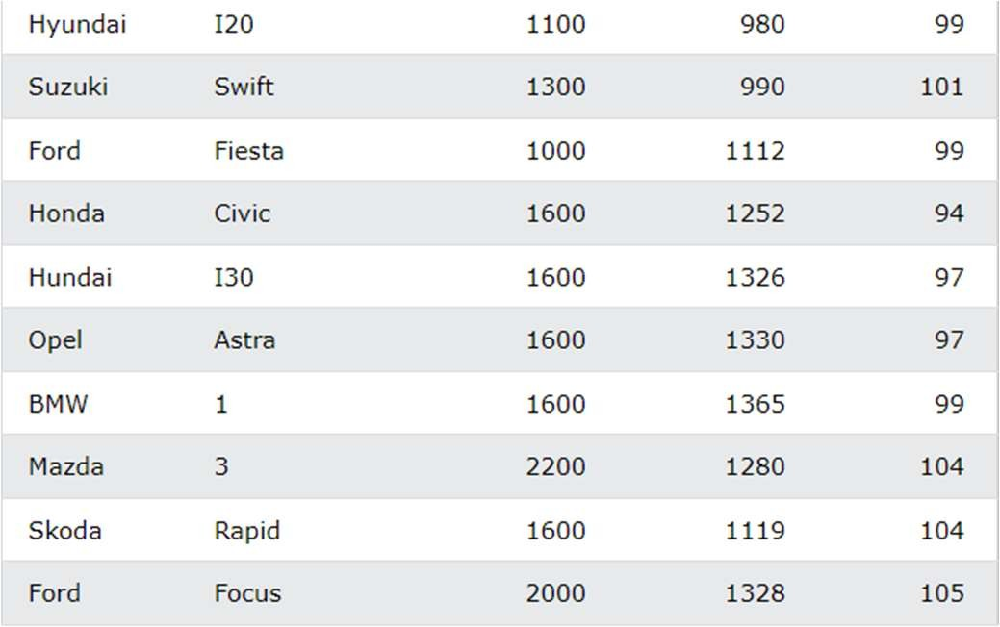 Hyundai I20 1100 980 99
Suzuki Swift 1300 990 101
Ford Fiesta 1000 1112 99
Honda Civic 1600 1252 94
Hundai I30 1600 1326 97
Opel Astra 1600 1330 97
BMW 1 1600 1365 99
Mazda 3 2200 1280 104
Skoda Rapid 1600 1119 104
Ford Focus 2000 1328 105